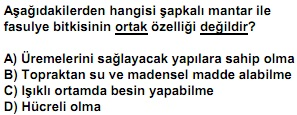 Aşağıdakilerden hangisi şapkalı mantar ile
fasulye bitkisinin ortak özelliği değildir?
A) Üremelerini sağlayacak yapılara sahip olma
B) Topraktan su ve madensel madde alabilme
C) Işıklı ortamda besin yapabilme
D) Hücreli olma